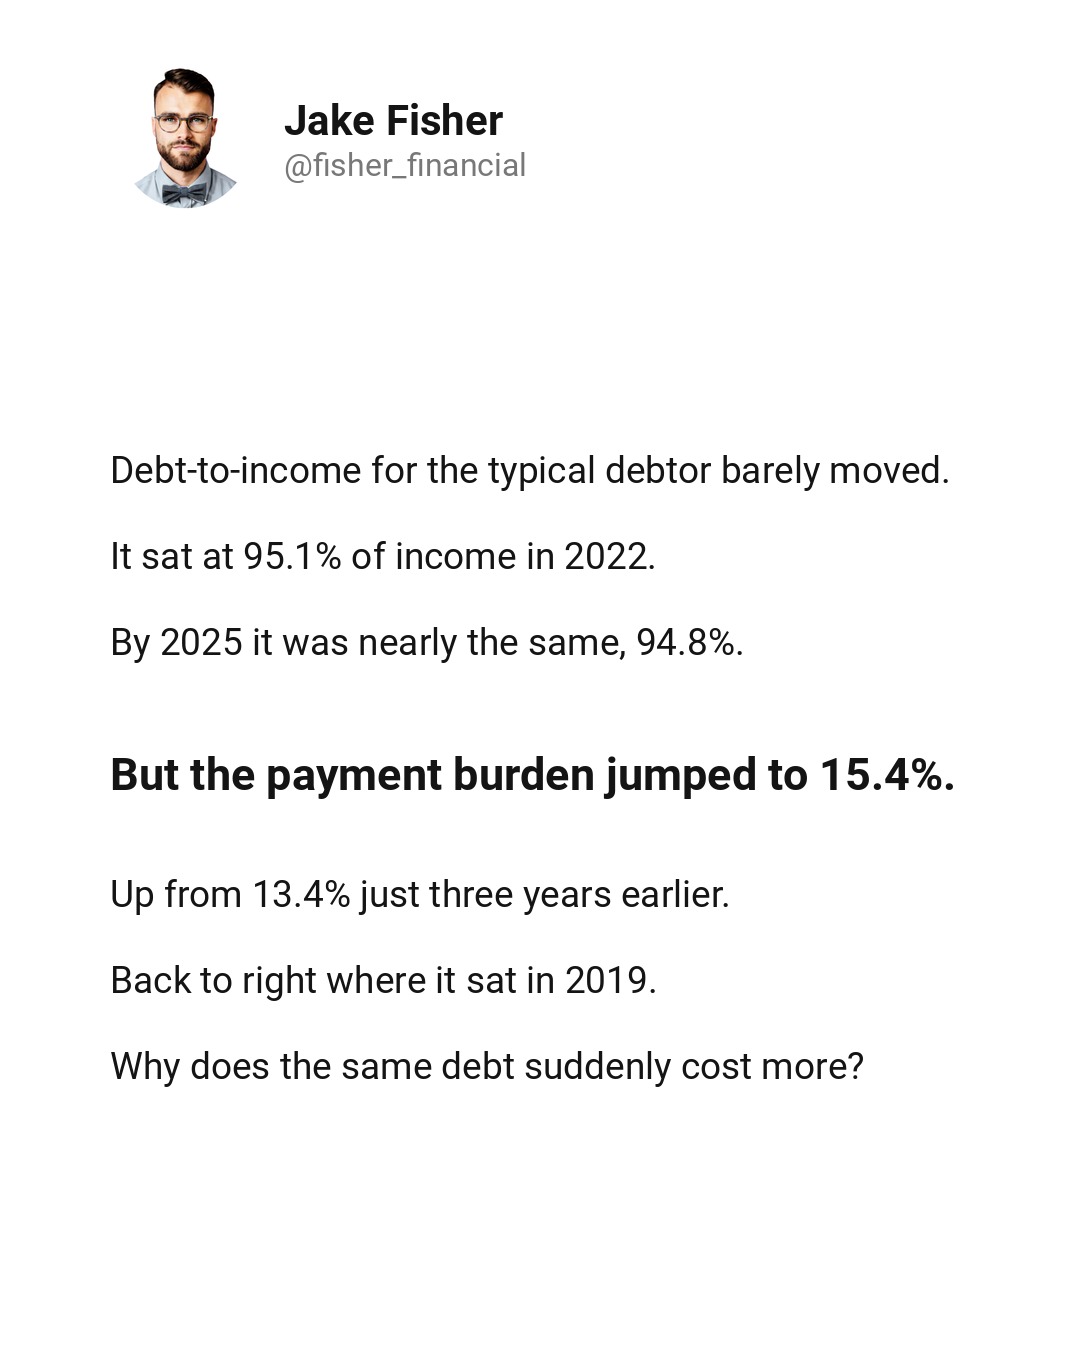 Jake Fisher
@fisher_financial
Debt-to-income for the typical debtor barely moved.
It sat at 95.1% of income in 2022.
By 2025 it was nearly the same, 94.8%.
But the payment burden jumped to 15.4%.
Up from 13.4% just three years earlier.
Back to right where it sat in 2019.
Why does the same debt suddenly cost more?